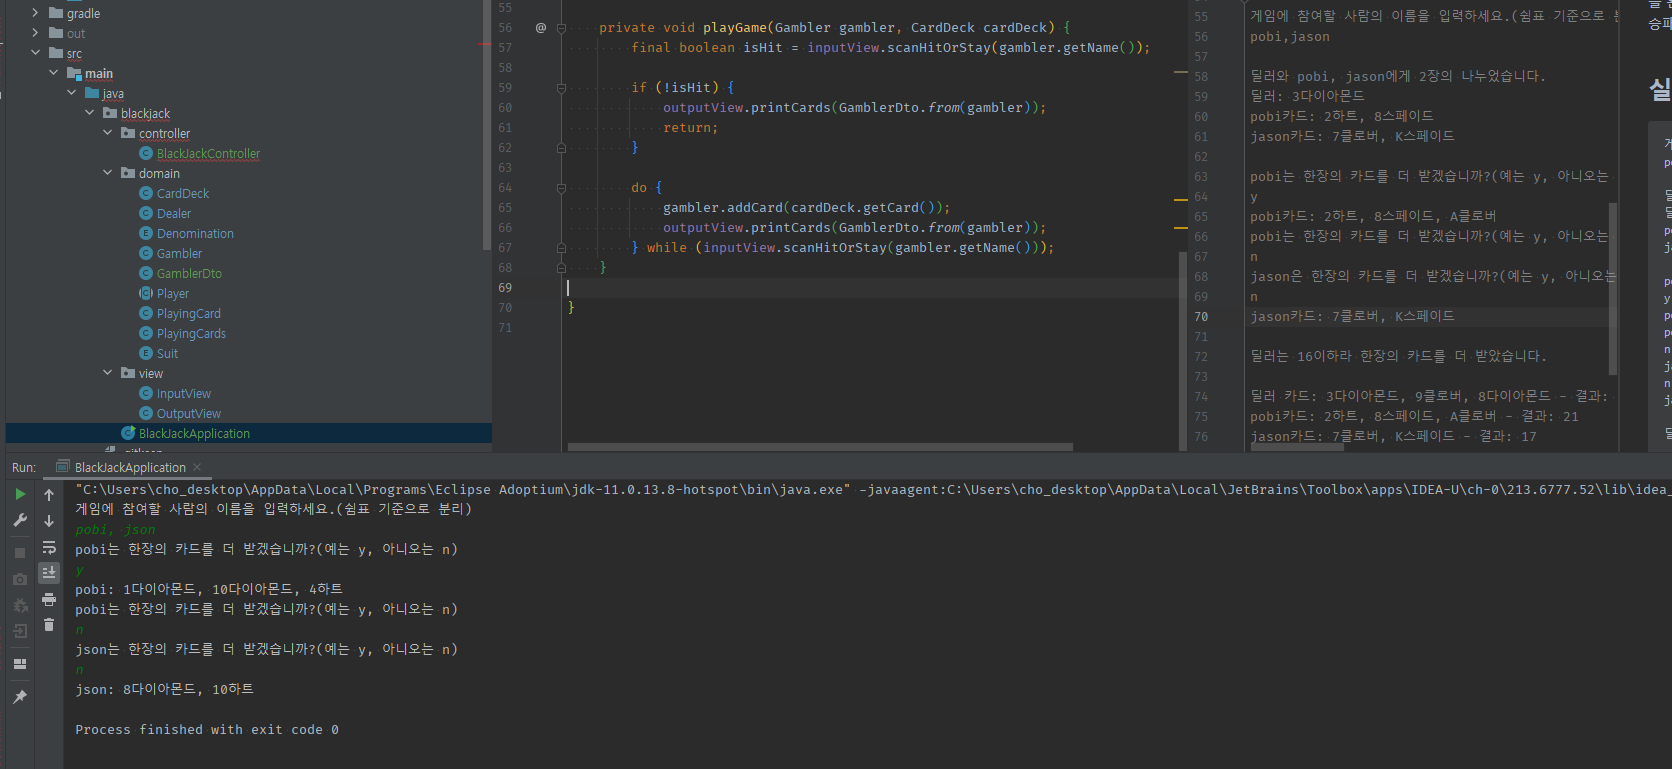 gradle
out
src
main
java
blackjack
controller
BlackJackController
domain
CardDeck
Dealer
Denomination
Gambler
GamblerDto
Player
PlayingCard
PlayingCards
Suit
view
InputView
OutputView
BlackJackApplication
55
56 @ private void playGame(Gambler gambler, CardDeck cardDeck) {
57 final boolean isHit = inputView.scanHitOrStay(gambler.getName());
58
59 if (!isHit) {
60 outputView.printCards(GamblerDto.from(gambler));
61 return;
62 }
63
64 do {
65 gambler.addCard(cardDeck.getCard());
66 outputView.printCards(GamblerDto.from(gambler));
67 } while (inputView.scanHitOrStay(gambler.getName()));
68 }
69
70 }
71
55 게임에 참여할 사람의 이름을 입력하세요.(쉼표 기준으로
56 pobi,jason
57
58 딜러와 pobi, jason에게 2장의 나누었습니다.
59 딜러: 3다이아몬드
60 pobi카드: 2하트, 8스페이드
61 jason카드: 7클로버, K스페이드
62
63 pobi는 한장의 카드를 더 받겠습니까?(예는 y, 아니오는
64 y
65 pobi카드: 2하트, 8스페이드, A클로버
66 pobi는 한장의 카드를 더 받겠습니까?(예는 y, 아니오는
67 n
68 jason은 한장의 카드를 더 받겠습니까?(예는 y, 아니오는
69 n
70 jason카드: 7클로버, K스페이드
71
72 딜러는 16이하라 한장의 카드를 더 받았습니다.
73
74 딜러 카드: 3다이아몬드, 9클로버, 8다이아몬드 - 결과:
75 pobi카드: 2하트, 8스페이드, A클로버 - 결과: 21
76 jason카드: 7클로버, K스페이드 - 결과: 17
승패
실
Run: BlackJackApplication ×
"C:\Users\cho_desktop\AppData\Local\Programs\Eclipse Adoptium\jdk-11.0.13.8-hotspot\bin\java.exe" -javaagent:C:\Users\cho_desktop\AppData\Local\JetBrains\Toolbox\apps\IDEA-U\ch-0\213.6777.52\lib\idea_
게임에 참여할 사람의 이름을 입력하세요.(쉼표 기준으로 분리)
pobi, json
pobi는 한장의 카드를 더 받겠습니까?(예는 y, 아니오는 n)
y
pobi: 1다이아몬드, 10다이아몬드, 4하트
pobi는 한장의 카드를 더 받겠습니까?(예는 y, 아니오는 n)
n
json는 한장의 카드를 더 받겠습니까?(예는 y, 아니오는 n)
n
json: 8다이아몬드, 10하트
Process finished with exit code 0